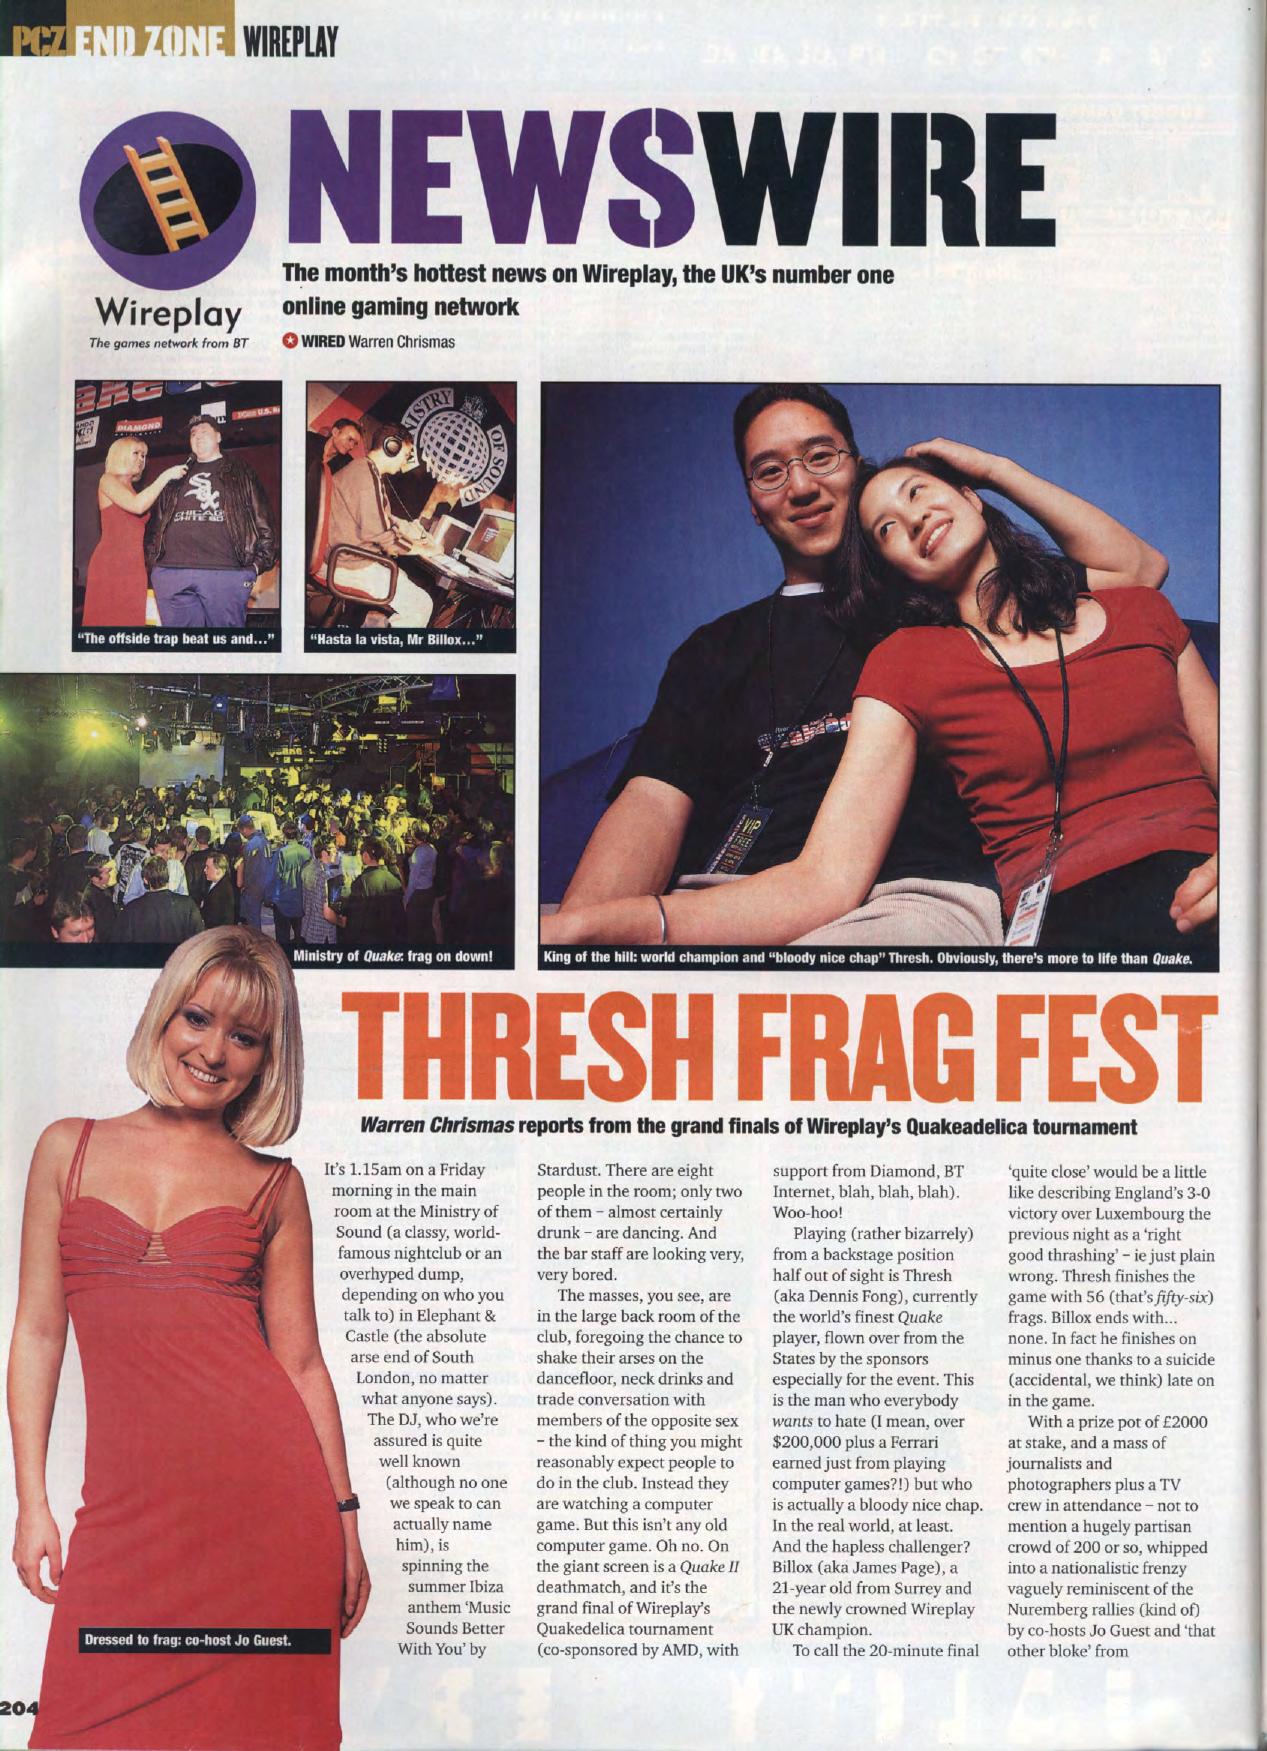 PCZ END ZONE WIREPLAY
NEWSWIRE
Wireplay
The games network from BT
The month's hottest news on Wireplay, the UK's number one
online gaming network
WIRED Warren Chrismas
DIAMOND
SOX
CHICAGO
WHITE SO
ISTRY
OF SOUND
"The offside trap beat us and..."
"Hasta la vista, Mr Billox..."
VIP
FREE
Ministry of Quake: frag on down!
King of the hill: world champion and "bloody nice chap" Thresh. Obviously, there's more to life than Quake.
THRESH FRAG FEST
Warren Chrismas reports from the grand finals of Wireplay's Quakeadelica tournament
It's 1.15am on a Friday
morning in the main
room at the Ministry of
Sound (a classy, world-
famous nightclub or an
overhyped dump,
depending on who you
talk to) in Elephant &
Castle (the absolute
arse end of South
London, no matter
what anyone says).
The DJ, who we're
assured is quite
well known
(although no one
we speak to can
actually name
him), is
spinning the
summer Ibiza
anthem 'Music
Sounds Better
With You' by
Stardust. There are eight
people in the room; only two
of them – almost certainly
drunk – are dancing. And
the bar staff are looking very,
very bored.
The masses, you see, are
in the large back room of the
club, foregoing the chance to
shake their arses on the
dancefloor, neck drinks and
trade conversation with
members of the opposite sex
– the kind of thing you might
reasonably expect people to
do in the club. Instead they
are watching a computer
game. But this isn't any old
computer game. Oh no. On
the giant screen is a Quake II
deathmatch, and it's the
grand final of Wireplay's
Quakedelica tournament
(co-sponsored by AMD, with
support from Diamond, BT
Internet, blah, blah, blah).
Woo-hoo!
Playing (rather bizarrely)
from a backstage position
half out of sight is Thresh
(aka Dennis Fong), currently
the world's finest Quake
player, flown over from the
States by the sponsors
especially for the event. This
is the man who everybody
wants to hate (I mean, over
$200,000 plus a Ferrari
earned just from playing
computer games?!) but who
is actually a bloody nice chap.
In the real world, at least.
And the hapless challenger?
Billox (aka James Page), a
21-year old from Surrey and
the newly crowned Wireplay
UK champion.
To call the 20-minute final
'quite close' would be a little
like describing England's 3-0
victory over Luxembourg the
previous night as a 'right
good thrashing' – ie just plain
wrong. Thresh finishes the
game with 56 (that's fifty-six)
frags. Billox ends with...
none. In fact he finishes on
minus one thanks to a suicide
(accidental, we think) late on
in the game.
With a prize pot of £2000
at stake, and a mass of
journalists and
photographers plus a TV
crew in attendance – not to
mention a hugely partisan
crowd of 200 or so, whipped
into a nationalistic frenzy
vaguely reminiscent of the
Nuremberg rallies (kind of)
by co-hosts Jo Guest and 'that
other bloke' from
Dressed to frag: co-host Jo Guest.
204